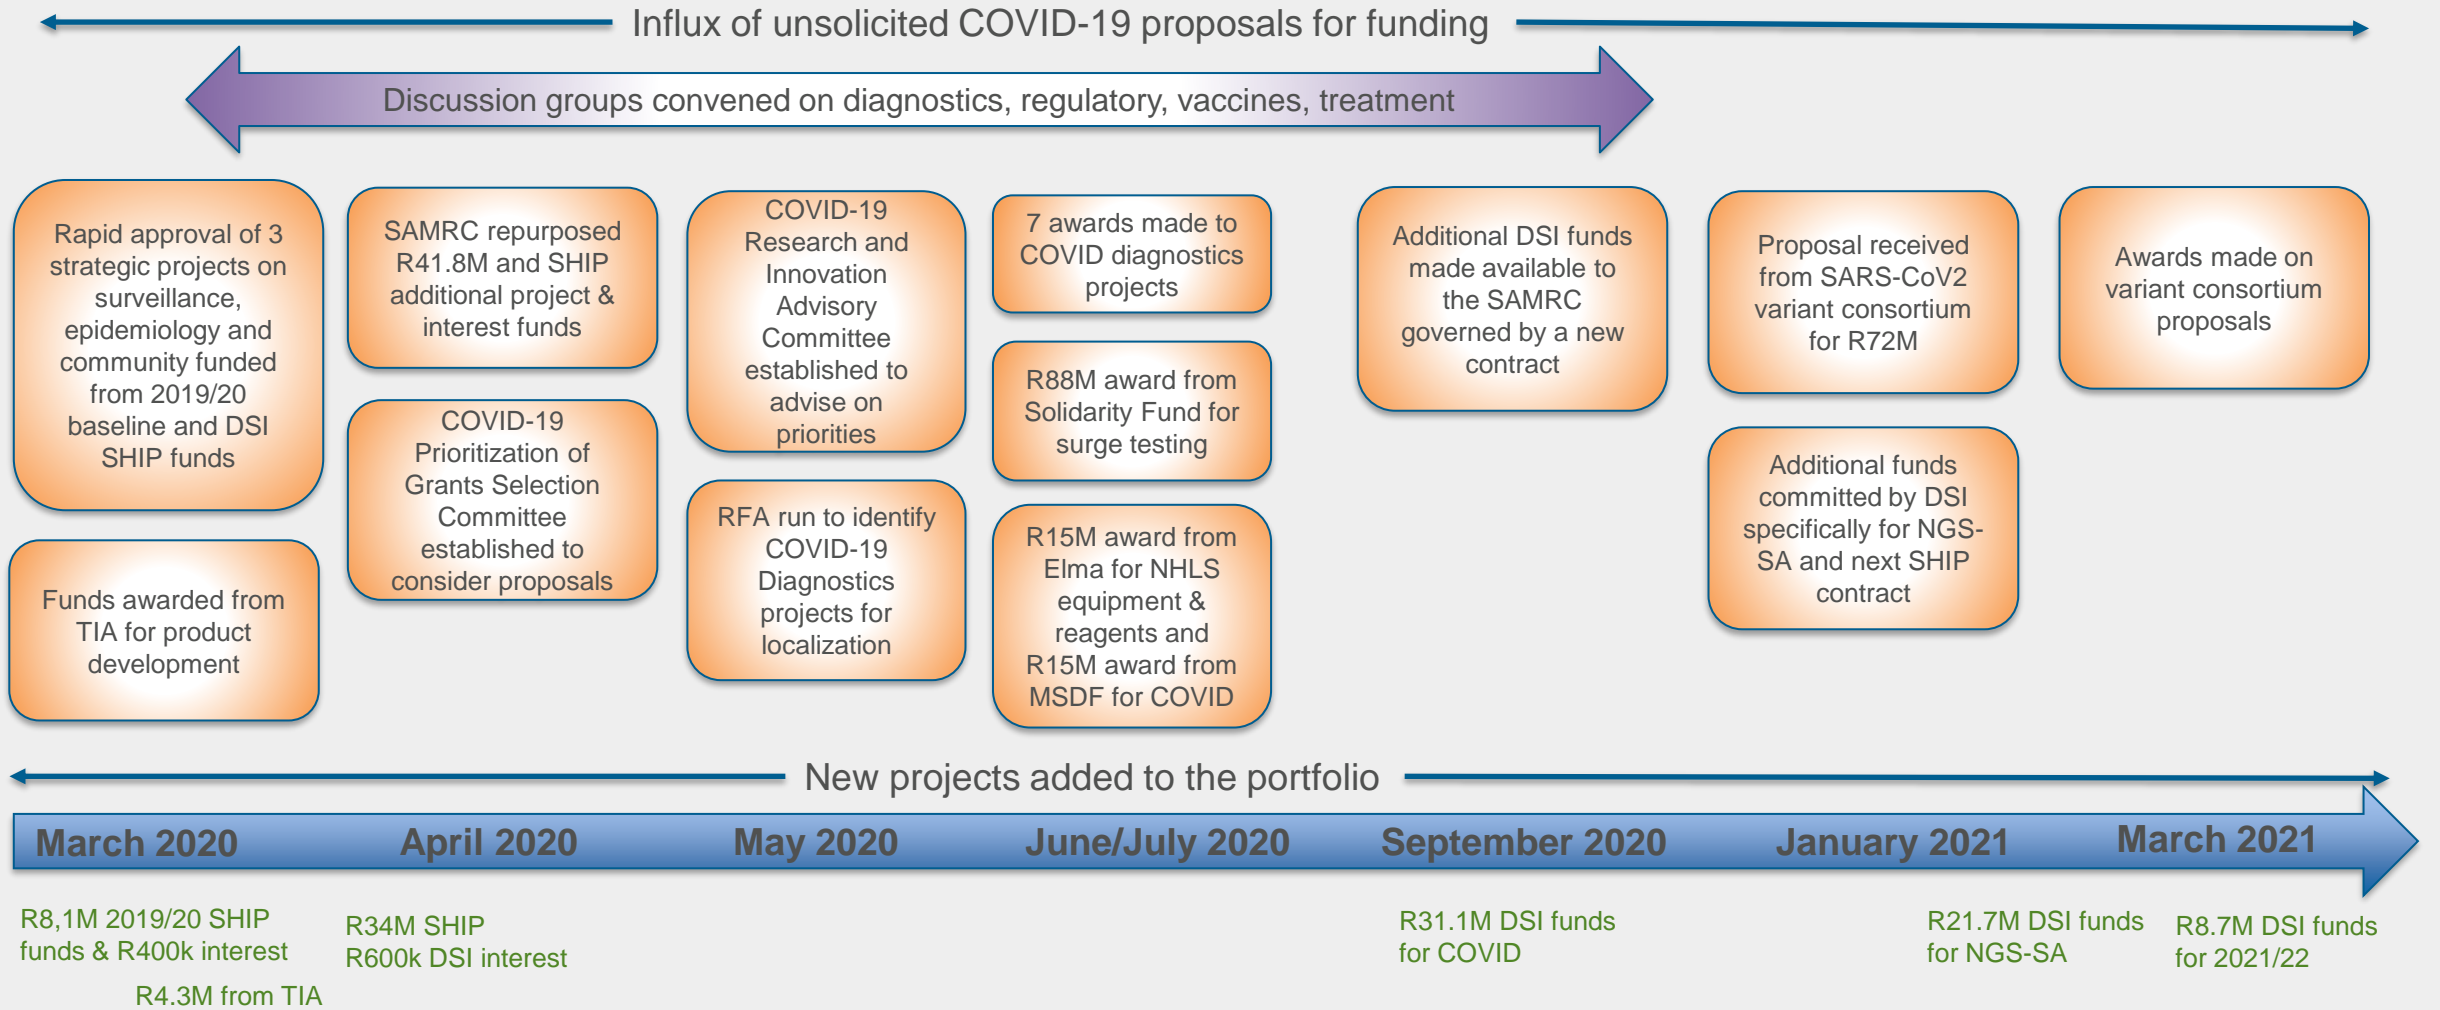 Influx of unsolicited COVID-19 proposals for funding
Discussion groups convened on diagnostics, regulatory, vaccines, treatment
Rapid approval of 3
strategic projects on
surveillance,
epidemiology and
community funded
from 2019/20
baseline and DSI
SHIP funds
Funds awarded from
TIA for product
development
SAMRC repurposed
R41.8M and SHIP
additional project &
interest funds
COVID-19
Prioritization of
Grants Selection
Committee
established to
consider proposals
COVID-19
Research and
Innovation
Advisory
Committee
established to
advise on
priorities
RFA run to identify
COVID-19
Diagnostics
projects for
localization
7 awards made to
COVID diagnostics
projects
R88M award from
Solidarity Fund for
surge testing
R15M award from
Elma for NHLS
equipment &
reagents and
R15M award from
MSDF for COVID
Additional DSI funds
made available to
the SAMRC
governed by a new
contract
Proposal received
from SARS-CoV2
variant consortium
for R72M
Additional funds
committed by DSI
specifically for NGS-
SA and next SHIP
contract
Awards made on
variant consortium
proposals
New projects added to the portfolio
March 2020
April 2020
May 2020
June/July 2020
September 2020
January 2021
March 2021
R8,1M 2019/20 SHIP
funds & R400k interest
R4.3M from TIA
R34M SHIP
R600k DSI interest
R31.1M DSI funds
for COVID
R21.7M DSI funds
for NGS-SA
R8.7M DSI funds
for 2021/22